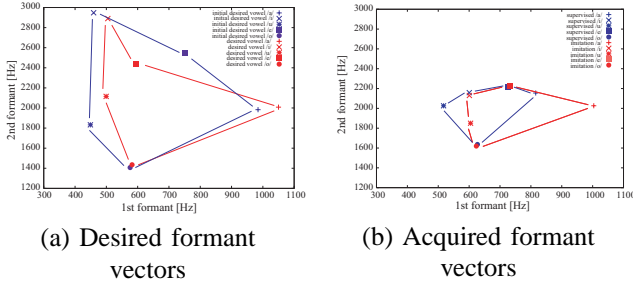 3000
2800
2600
2400
2200
2000
1800
1600
1400
1200
2nd formant [Hz]
initial desired vowel /a/
initial desired vowel /i/
initial desired vowel /u/
initial desired vowel /e/
initial desired vowel /o/
desired vowel /a/
desired vowel /i/
desired vowel /u/
desired vowel /e/
desired vowel /o/
300 400 500 600 700 800 900 1000 1100
1st formant [Hz]
(a) Desired formant
vectors
3000
2800
2600
2400
2200
2000
1800
1600
1400
1200
2nd formant [Hz]
supervised /a/
supervised /i/
supervised /u/
supervised /e/
supervised /o/
imitation /a/
imitation /i/
imitation /u/
imitation /e/
imitation /o/
300 400 500 600 700 800 900 1000 1100
1st formant [Hz]
(b) Acquired formant
vectors